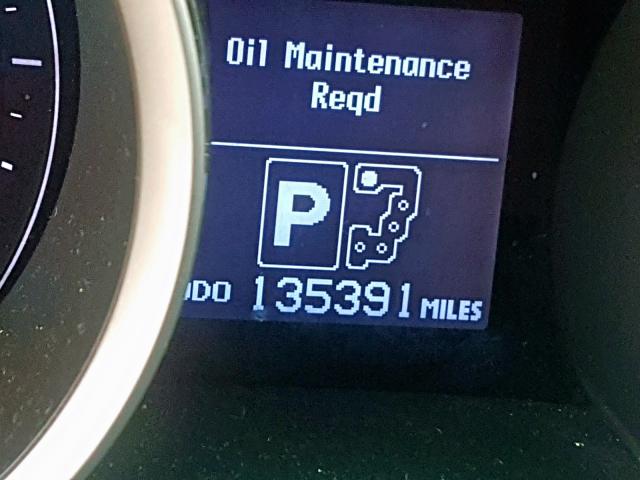 Oil Maintenance
Reqd
P
ODO 135391 MILES